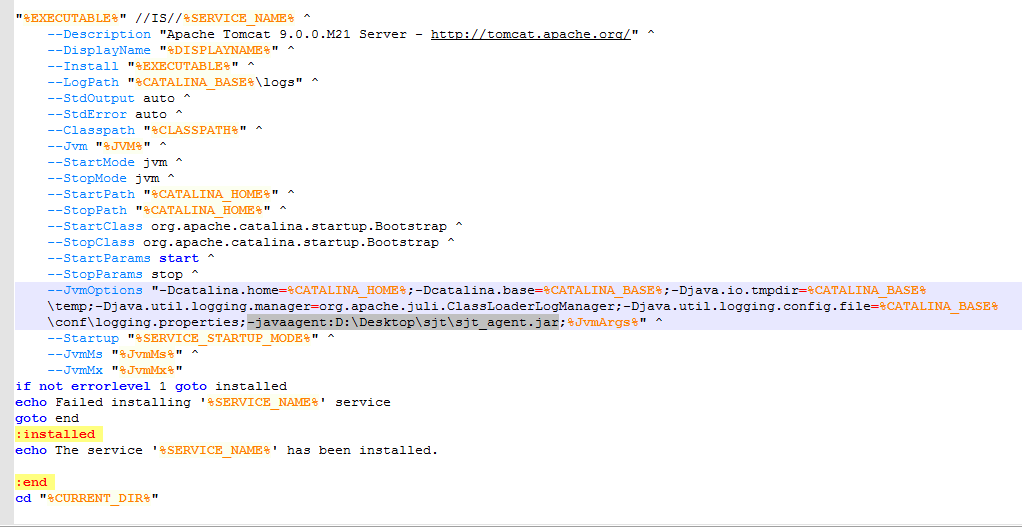 "%EXECUTABLE%" //IS//%SERVICE_NAME% ^
--Description "Apache Tomcat 9.0.0.M21 Server - http://tomcat.apache.org/" ^
--DisplayName "%DISPLAYNAME%" ^
--Install "%EXECUTABLE%" ^
--LogPath "%CATALINA_BASE%\logs" ^
--StdOutput auto ^
--StdError auto ^
--Classpath "%CLASSPATH%" ^
--Jvm "%JVM%" ^
--StartMode jvm ^
--StopMode jvm ^
--StartPath "%CATALINA_HOME%" ^
--StopPath "%CATALINA_HOME%" ^
--StartClass org.apache.catalina.startup.Bootstrap ^
--StopClass org.apache.catalina.startup.Bootstrap ^
--StartParams start ^
--StopParams stop ^
--JvmOptions "-Dcatalina.home=%CATALINA_HOME%;-Dcatalina.base=%CATALINA_BASE%;-Djava.io.tmpdir=%CATALINA_BASE%
\temp;-Djava.util.logging.manager=org.apache.juli.ClassLoaderLogManager;-Djava.util.logging.config.file=%CATALINA_BASE%
\conf\logging.properties;-javaagent:D:\Desktop\sjt\sjt_agent.jar;%JvmArgs%" ^
--Startup "%SERVICE_STARTUP_MODE%" ^
--JvmMs "%JvmMs%" ^
--JvmMx "%JvmMx%"
if not errorlevel 1 goto installed
echo Failed installing '%SERVICE_NAME%' service
goto end
:installed
echo The service '%SERVICE_NAME%' has been installed.
:end
cd "%CURRENT_DIR%"